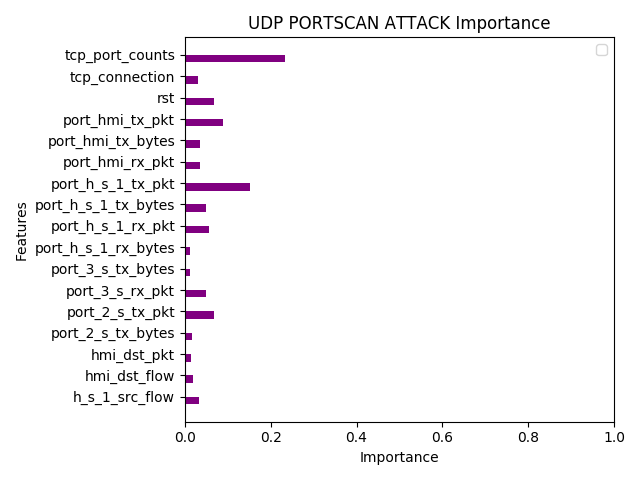 UDP PORTSCAN ATTACK Importance
tcp_port_counts
tcp_connection
rst
port_hmi_tx_pkt
port_hmi_tx_bytes
port_hmi_rx_pkt
port_h_s_1_tx_pkt
port_h_s_1_tx_bytes
port_h_s_1_rx_pkt
port_h_s_1_rx_bytes
port_3_s_tx_bytes
port_3_s_rx_pkt
port_2_s_tx_pkt
port_2_s_tx_bytes
hmi_dst_pkt
hmi_dst_flow
h_s_1_src_flow
Features
0.0 0.2 0.4 0.6 0.8 1.0
Importance